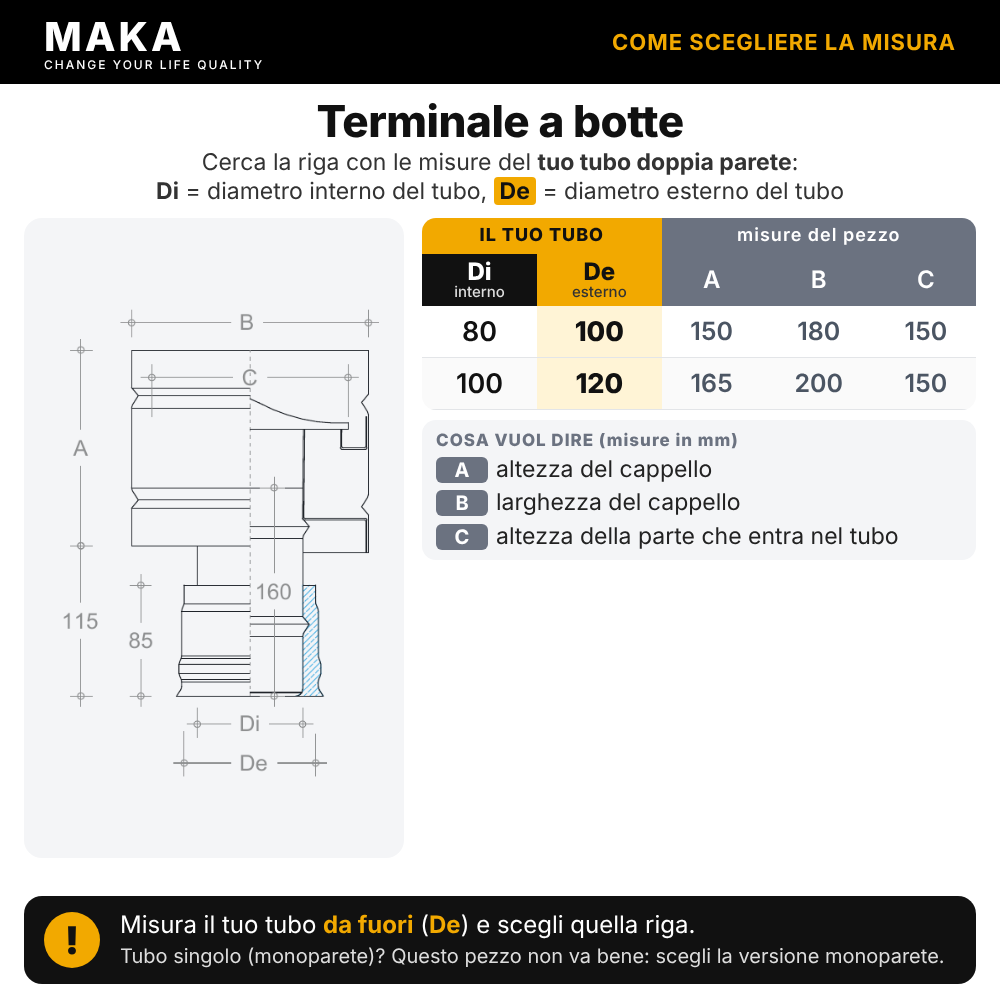 MAKA
CHANGE YOUR LIFE QUALITY
COME SCEGLIERE LA MISURA
Terminale a botte
Cerca la riga con le misure del tuo tubo doppia parete:
Di = diametro interno del tubo, De = diametro esterno del tubo
B
C
A
160
115
85
Di
De
IL TUO TUBO misure del pezzo
Di interno De esterno A B C
80 100 150 180 150
100 120 165 200 150
COSA VUOL DIRE (misure in mm)
A altezza del cappello
B larghezza del cappello
C altezza della parte che entra nel tubo
! Misura il tuo tubo da fuori (De) e scegli quella riga.
Tubo singolo (monoparete)? Questo pezzo non va bene: scegli la versione monoparete.